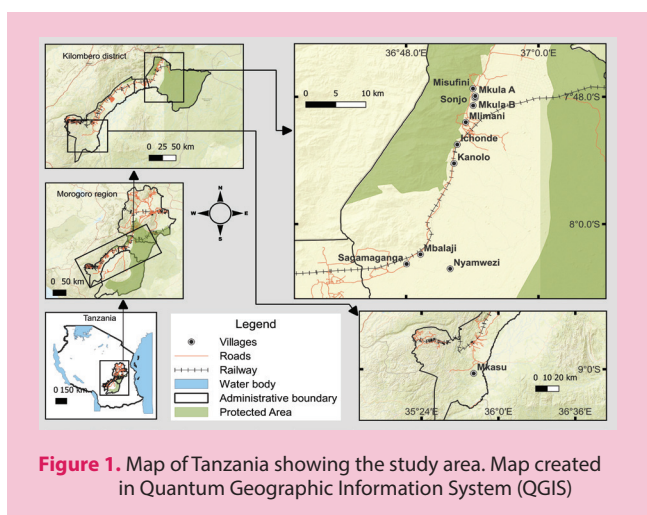 Kilombero district
0 25 50 km
Morogoro region
0 50 km
N
W E
S
Tanzania
0 150 km
Legend
Villages
Roads
Railway
Water body
Administrative boundary
Protected Area
36°48.0′E 37°0.0′E
0 5 10 km
Misufini
Mkula A
Sonjo
Mkula B
7°48.0′S
Mlimani
Ichonde
Kanolo
8°0.0′S
Mbalaji
Sagamaganga
Nyamwezi
Mkasu
9°0.0′S
0 10 20 km
35°24.0′E 36°0.0′E 36°36.0′E
Figure 1. Map of Tanzania showing the study area. Map created
in Quantum Geographic Information System (QGIS)